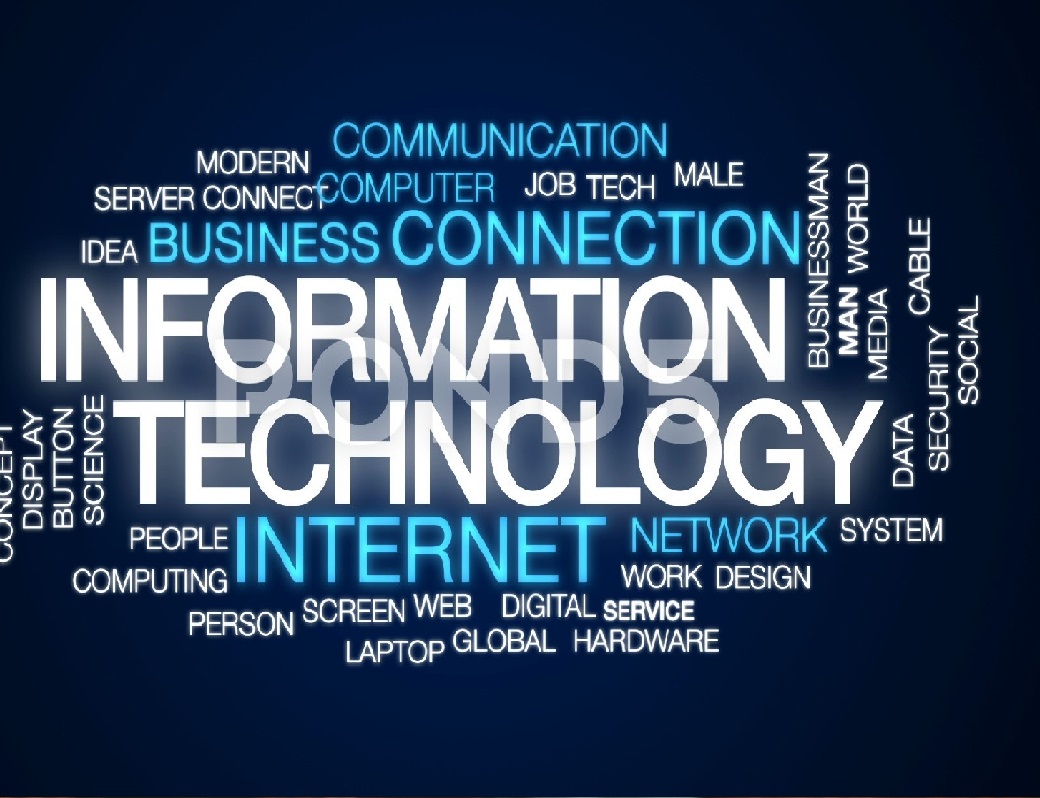 COMMUNICATION
MODERN
COMPUTER
JOB TECH
MALE
SERVER CONNECT
IDEA
BUSINESS
CONNECTION
BUSINESSMAN
MAN WORLD
MEDIA
CABLE
SECURITY
SOCIAL
DATA
INFORMATION
TECHNOLOGY
POND5
CONCEPT
DISPLAY
BUTTON
SCIENCE
PEOPLE
INTERNET
NETWORK
SYSTEM
COMPUTING
WORK DESIGN
PERSON
SCREEN
WEB
DIGITAL
SERVICE
LAPTOP
GLOBAL
HARDWARE